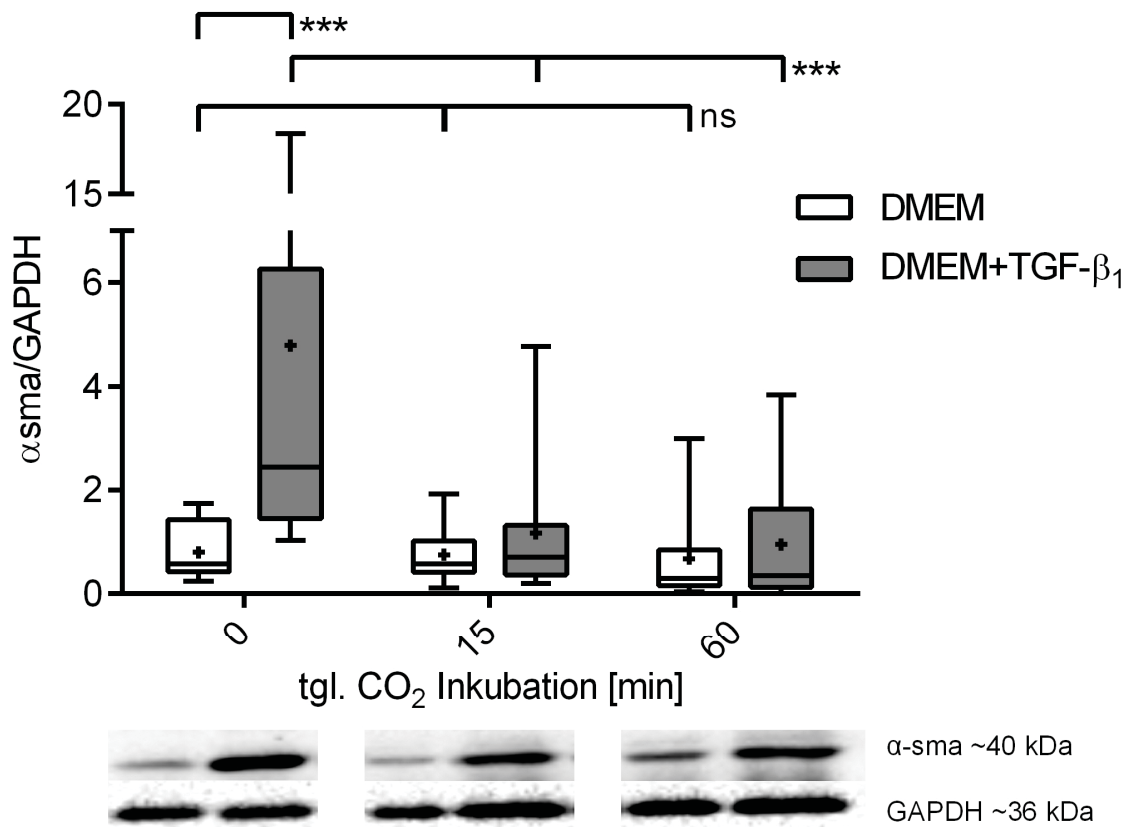 ***
***
ns
20
15
6
4
2
0
αsma/GAPDH
DMEM
DMEM+TGF-β₁
0
15
60
tgl. CO₂ Inkubation [min]
α-sma ~40 kDa
GAPDH ~36 kDa